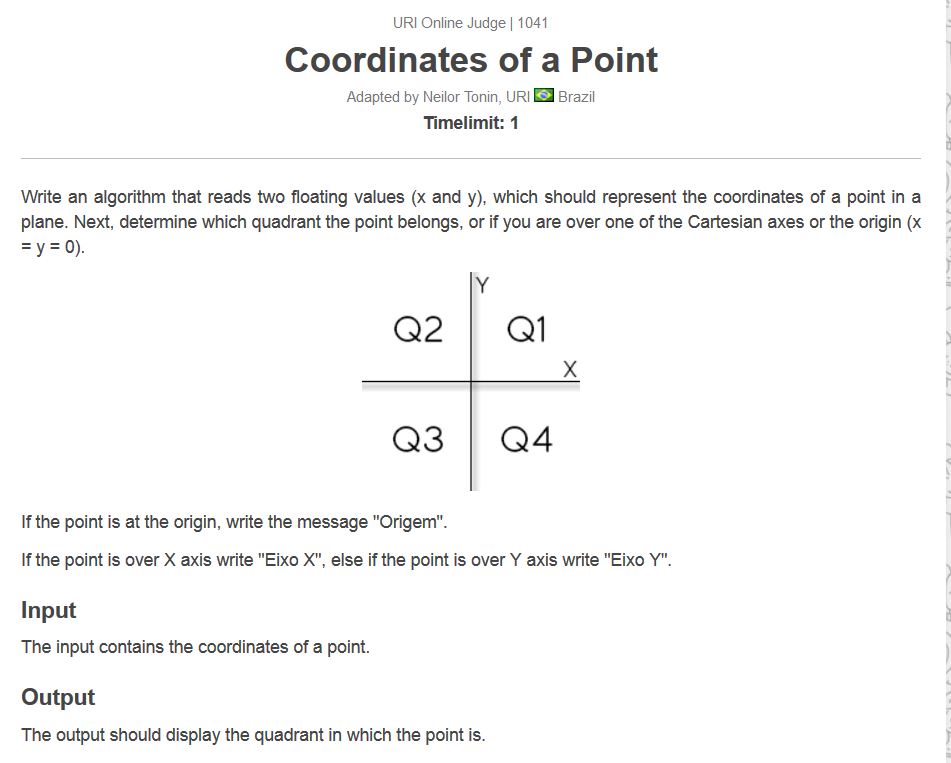 URI Online Judge | 1041
Coordinates of a Point
Adapted by Neilor Tonin, URI Brazil
Timelimit: 1
Write an algorithm that reads two floating values (x and y), which should represent the coordinates of a point in a
plane. Next, determine which quadrant the point belongs, or if you are over one of the Cartesian axes or the origin (x
= y = 0).
Y
Q2 Q1
X
Q3 Q4
If the point is at the origin, write the message "Origem".
If the point is over X axis write "Eixo X", else if the point is over Y axis write "Eixo Y".
Input
The input contains the coordinates of a point.
Output
The output should display the quadrant in which the point is.